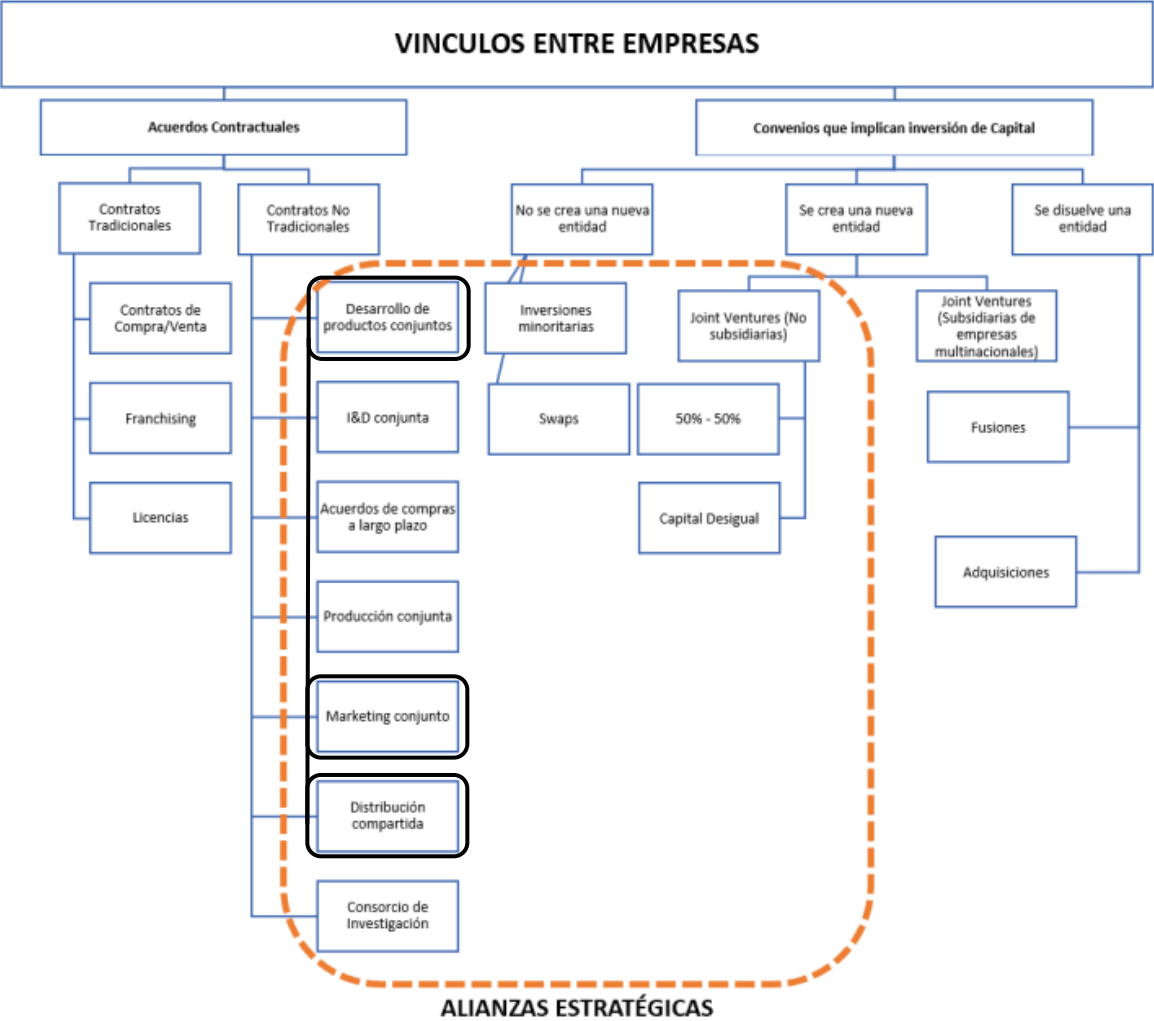 VINCULOS ENTRE EMPRESAS
Acuerdos Contractuales
Convenios que implican inversión de Capital
Contratos
Tradicionales
Contratos No
Tradicionales
No se crea una nueva
entidad
Se crea una nueva
entidad
Se disuelve una
entidad
Contratos de
Compra/Venta
Franchising
Licencias
Desarrollo de
productos conjuntos
I&D conjunta
Acuerdos de compras
a largo plazo
Producción conjunta
Marketing conjunto
Distribución
compartida
Consorcio de
Investigación
Inversiones
minoritarias
Swaps
Joint Ventures (No
subsidiarias)
50% - 50%
Capital Desigual
Joint Ventures
(Subsidiarias de
empresas
multinacionales)
Fusiones
Adquisiciones
ALIANZAS ESTRATÉGICAS